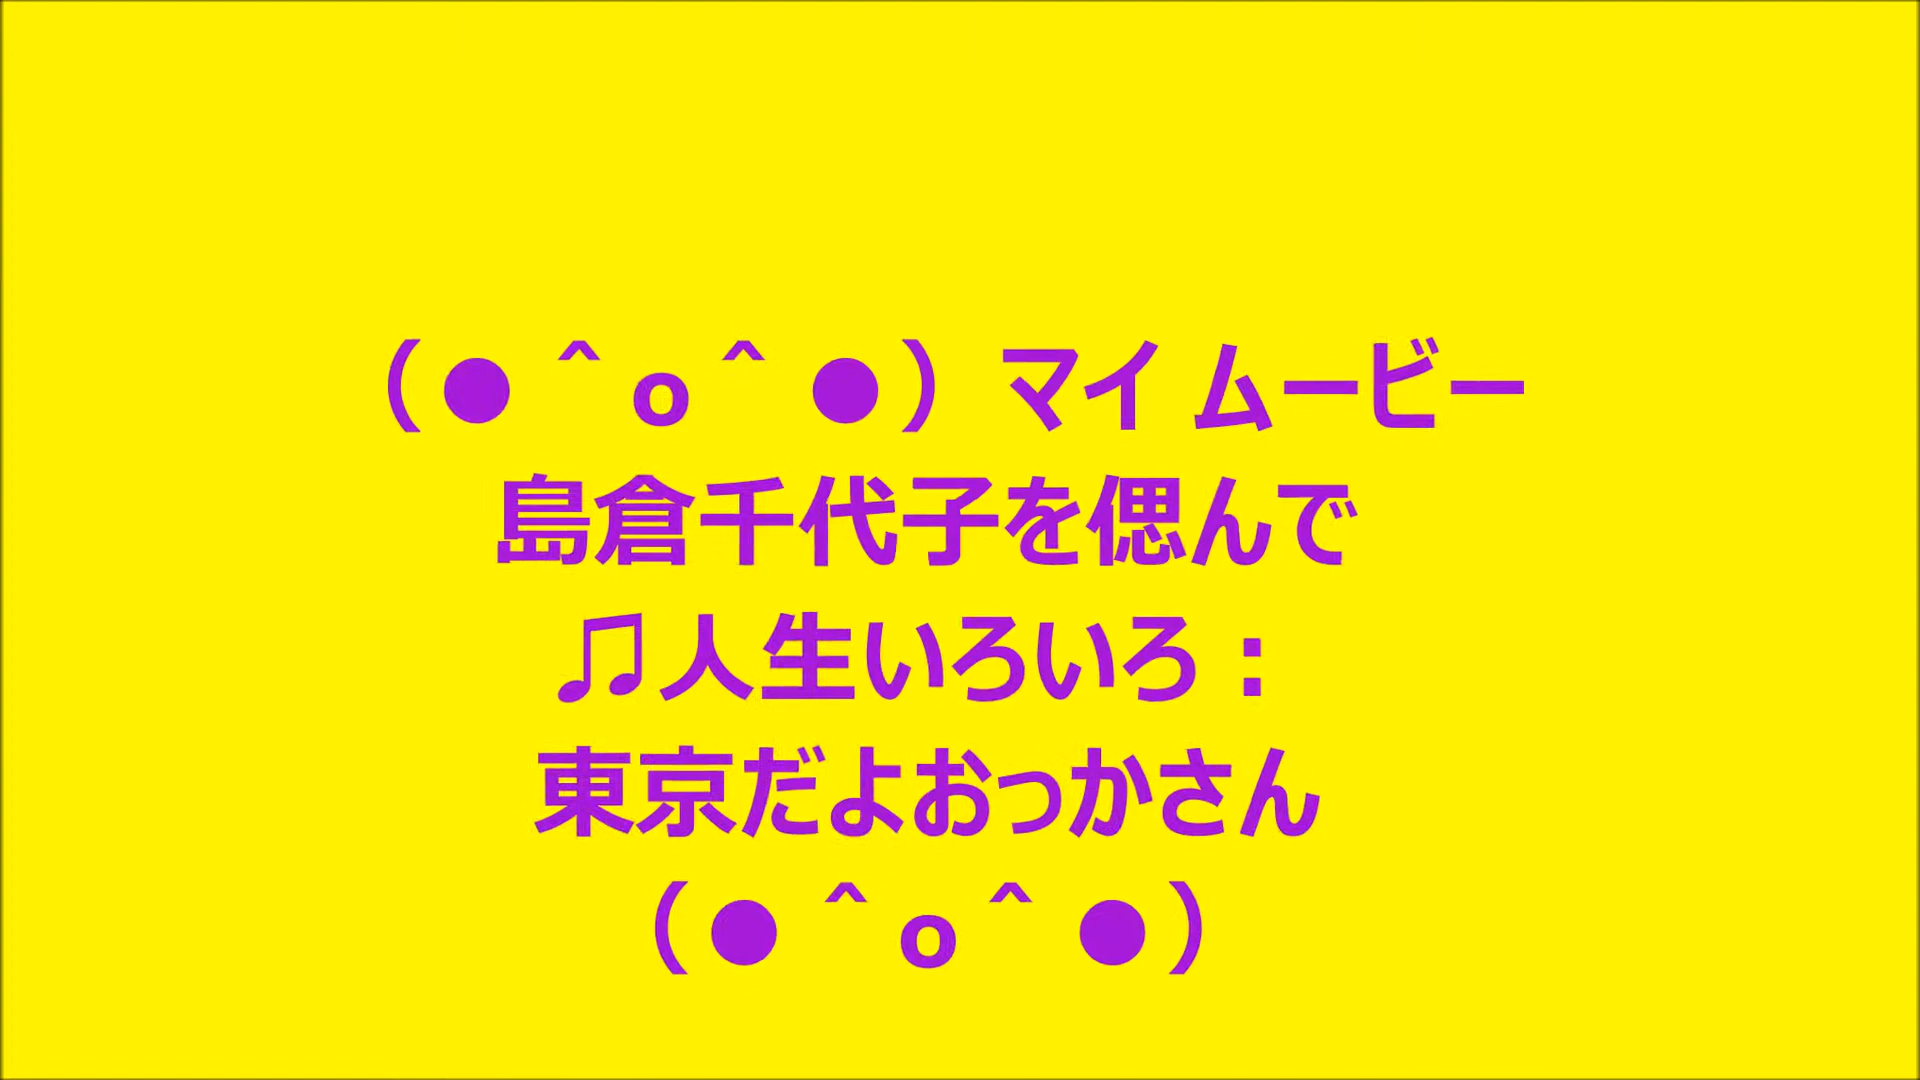 （●＾o＾●）マイ ムービー
島倉千代子を偲んで
♫人生いろいろ：
東京だよおっかさん
（●＾o＾●）